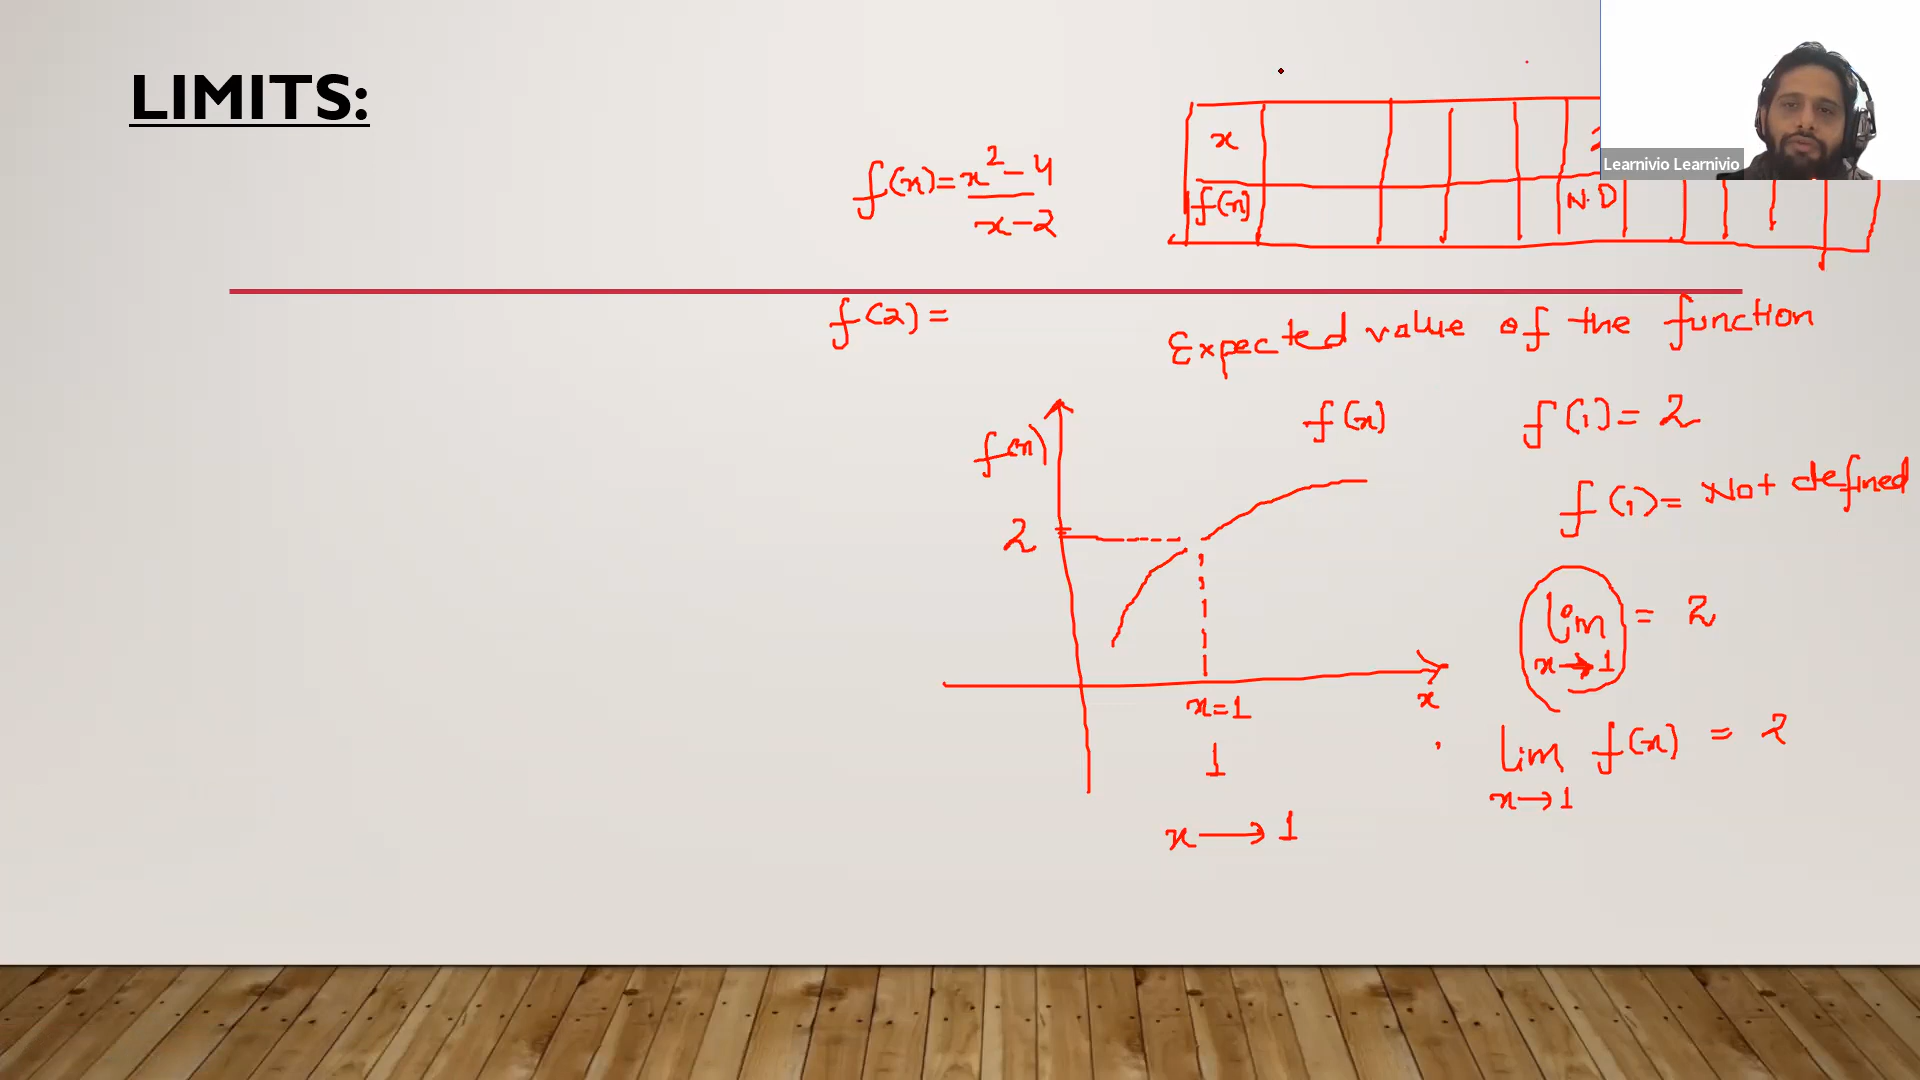 LIMITS:
x
Learnivio Learnivio
f(x)=x²-4
x-2
f(x)
N.D
f(2)=
Expected value of the function
f(x)
f(1)= 2
f(x)
f(1)= Not defined
2
lim = 2
x→1
x=1
x
1
lim f(x) = 2
x→1
x→1